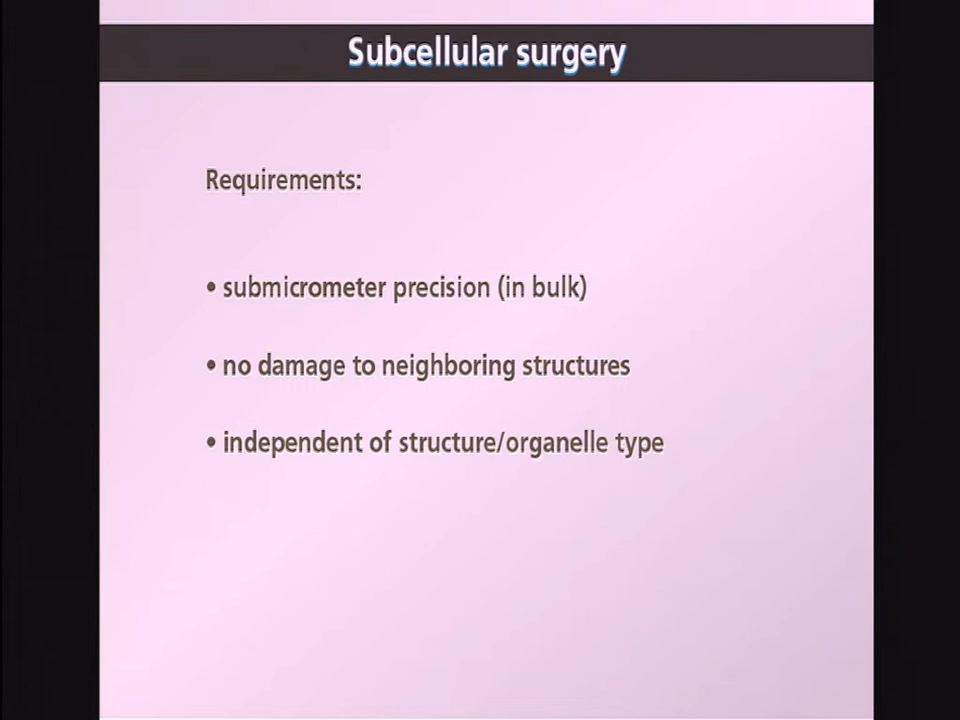 Subcellular surgery
Requirements:
• submicrometer precision (in bulk)
• no damage to neighboring structures
• independent of structure/organelle type